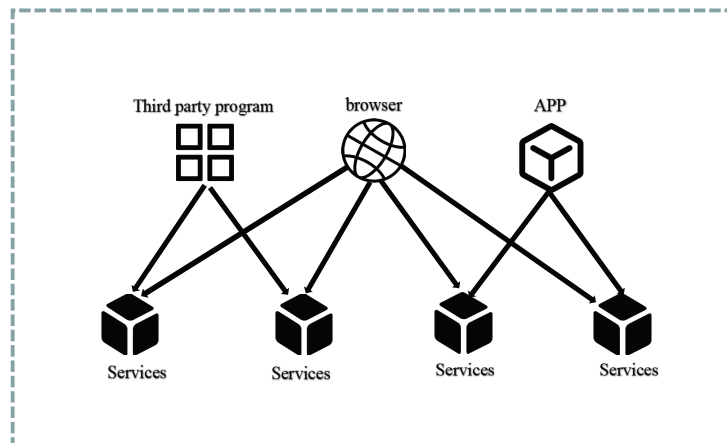 Third party program
browser
APP
Services
Services
Services
Services